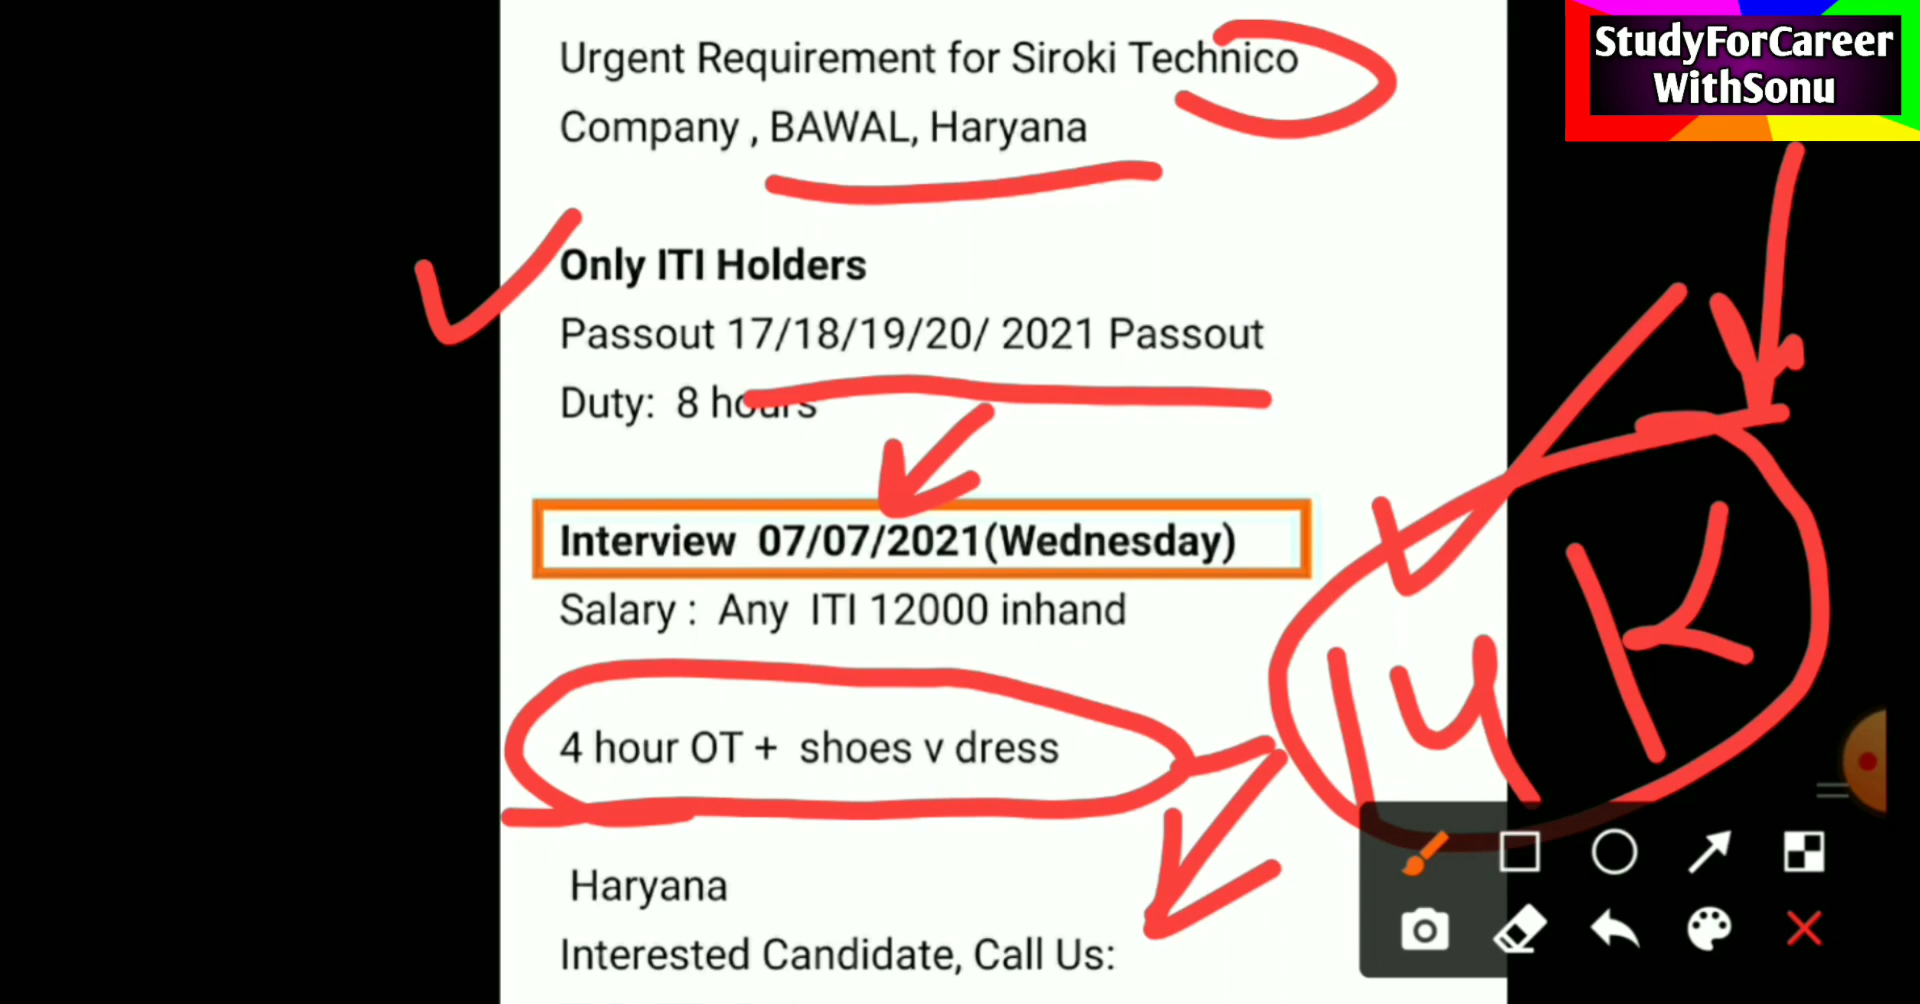 Urgent Requirement for Siroki Technico
Company , BAWAL, Haryana
Only ITI Holders
Passout 17/18/19/20/ 2021 Passout
Duty: 8 hours
Interview 07/07/2021(Wednesday)
Salary : Any ITI 12000 inhand
4 hour OT + shoes v dress
Haryana
Interested Candidate, Call Us:
StudyForCareer
WithSonu
14 K